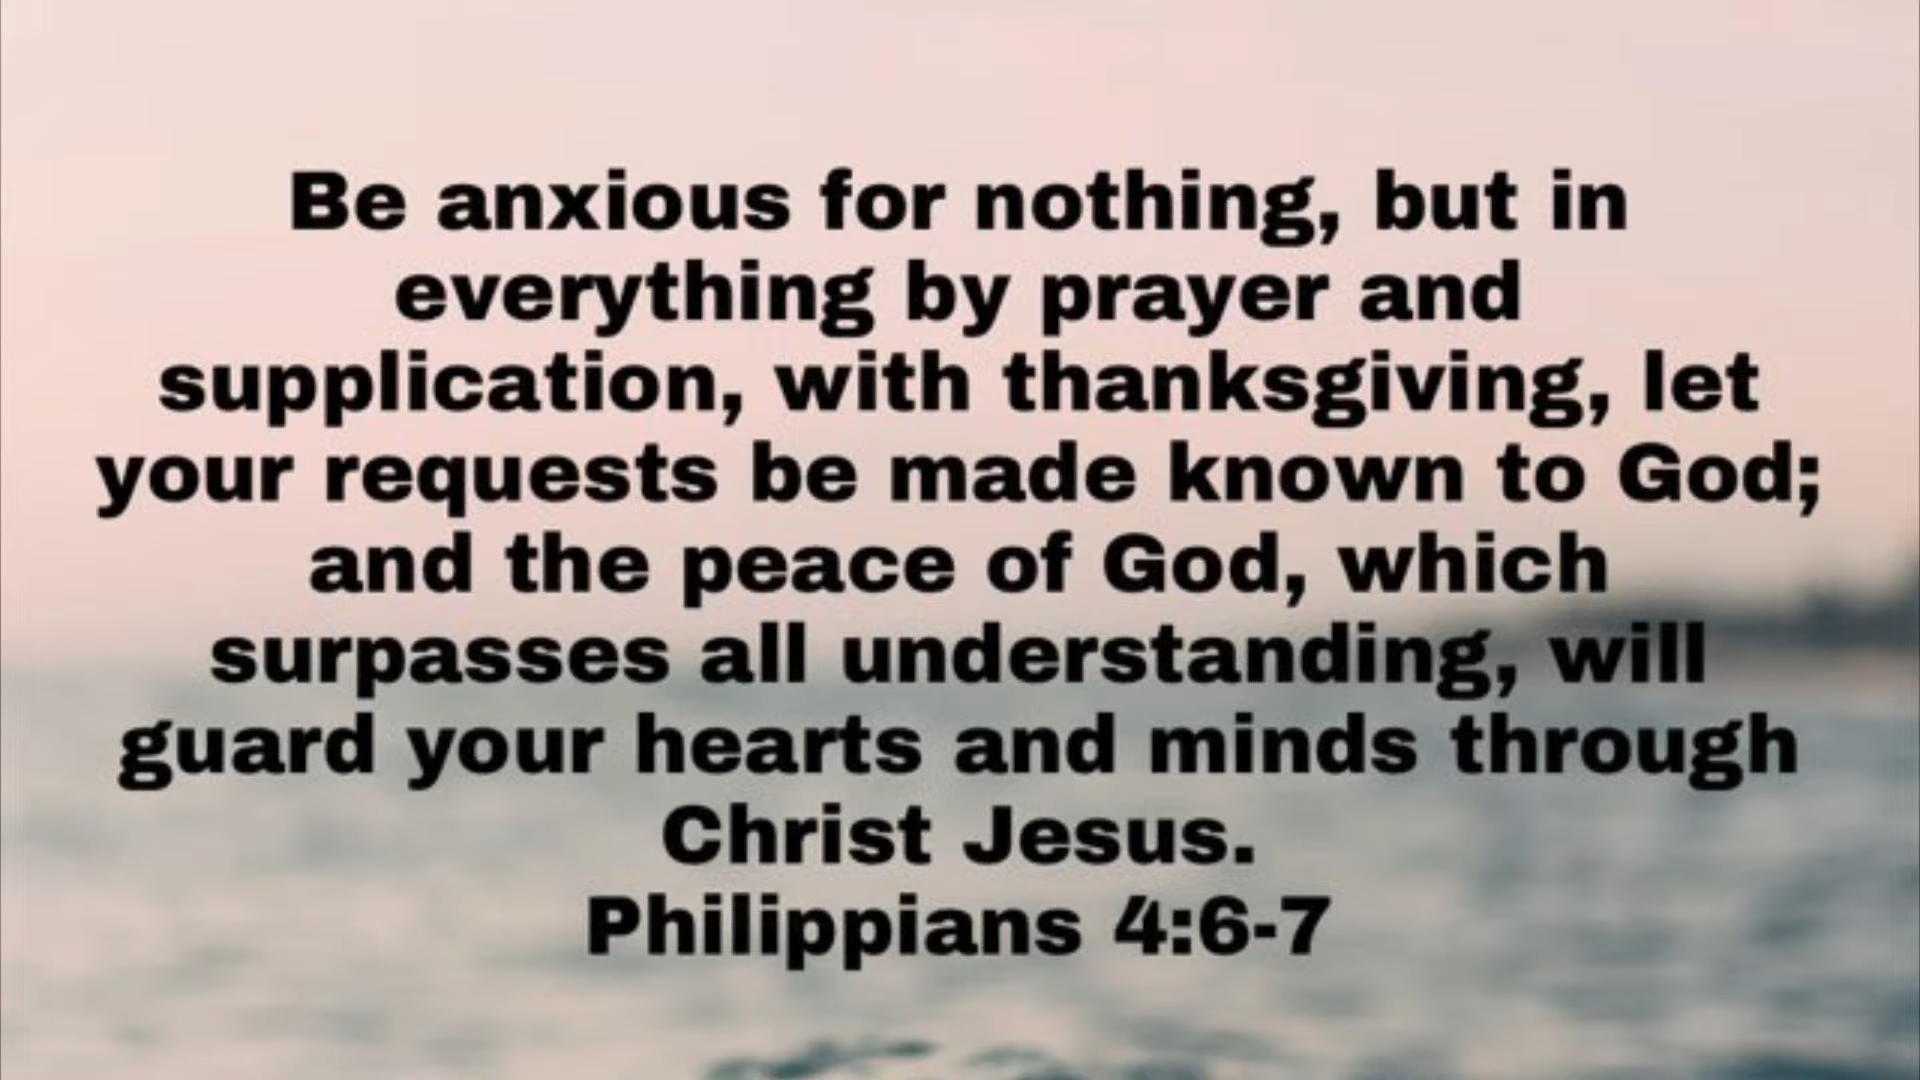 Be anxious for nothing, but in
everything by prayer and
supplication, with thanksgiving, let
your requests be made known to God;
and the peace of God, which
surpasses all understanding, will
guard your hearts and minds through
Christ Jesus.
Philippians 4:6-7